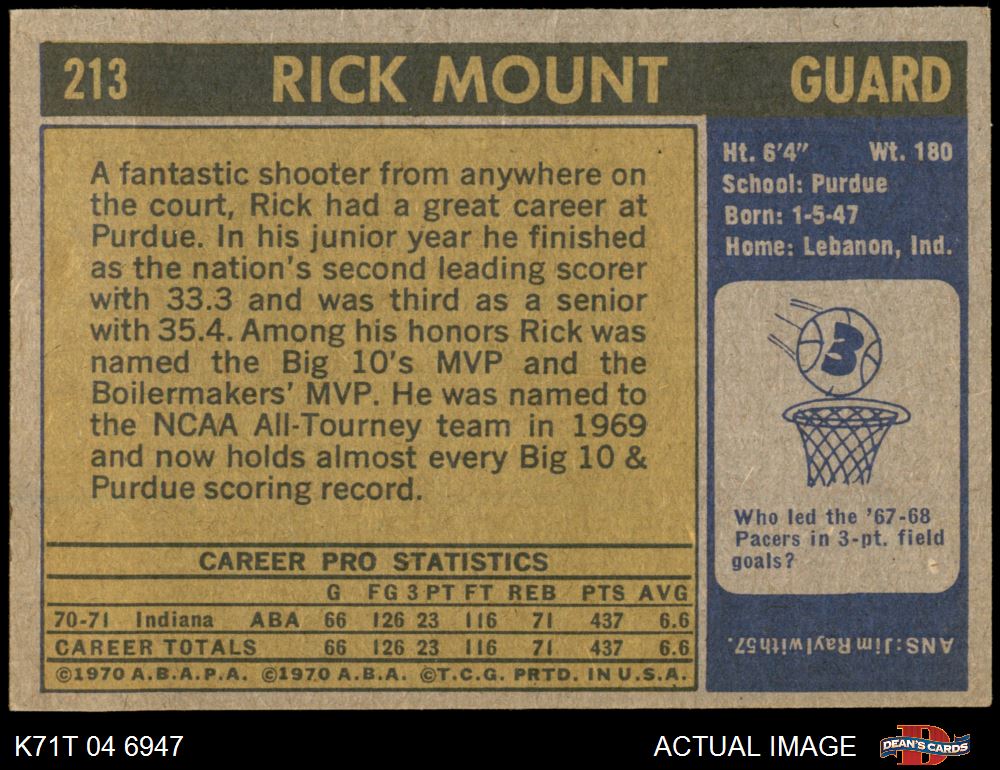 213 RICK MOUNT GUARD
A fantastic shooter from anywhere on
the court, Rick had a great career at
Purdue. In his junior year he finished
as the nation's second leading scorer
with 33.3 and was third as a senior
with 35.4. Among his honors Rick was
named the Big 10's MVP and the
Boilermakers' MVP. He was named to
the NCAA All-Tourney team in 1969
and now holds almost every Big 10 &
Purdue scoring record.
CAREER PRO STATISTICS
G FG 3 PT FT REB PTS AVG
70-71 Indiana ABA 66 126 23 116 71 437 6.6
CAREER TOTALS 66 126 23 116 71 437 6.6
©1970 A.B.A.P.A. ©1970 A.B.A. ©T.C.G. PRTD. IN U.S.A.
Ht. 6'4" Wt. 180
School: Purdue
Born: 1-5-47
Home: Lebanon, Ind.
3
Who led the '67-68
Pacers in 3-pt. field
goals?
ANS: Jim Rayl with 57.
K71T 04 6947 ACTUAL IMAGE DEAN'S CARDS